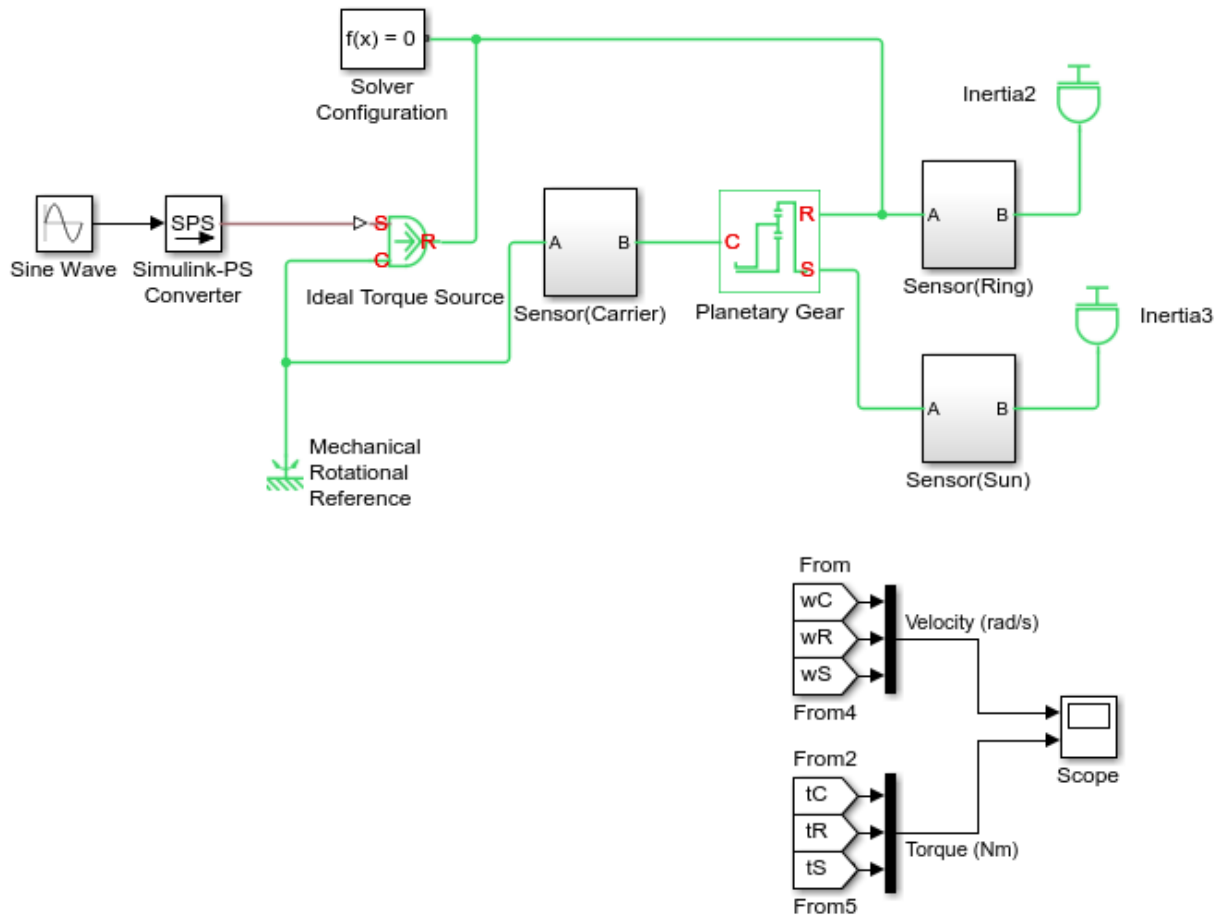 f(x) = 0
Solver
Configuration
Inertia2
SPS
S
R
C
A
B
C
R
S
A
B
Sine Wave
Simulink-PS
Converter
Ideal Torque Source
Sensor(Carrier)
Planetary Gear
Sensor(Ring)
Inertia3
A
B
Mechanical
Rotational
Reference
Sensor(Sun)
From
wC
wR
wS
Velocity (rad/s)
From4
From2
tC
tR
tS
Torque (Nm)
From5
Scope